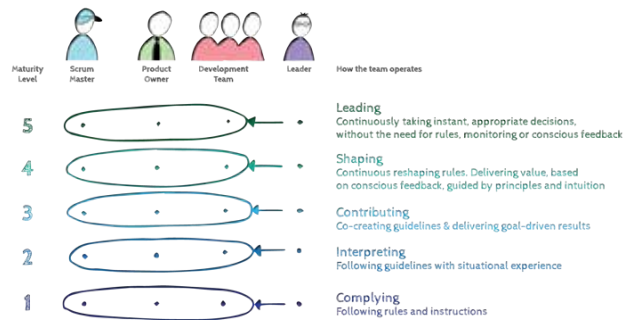 Maturity
Level
Scrum
Master
Product
Owner
Development
Team
Leader
How the team operates
5
Leading
Continuously taking instant, appropriate decisions,
without the need for rules, monitoring or conscious feedback
4
Shaping
Continuous reshaping rules. Delivering value, based
on conscious feedback, guided by principles and intuition
3
Contributing
Co-creating guidelines & delivering goal-driven results
2
Interpreting
Following guidelines with situational experience
1
Complying
Following rules and instructions